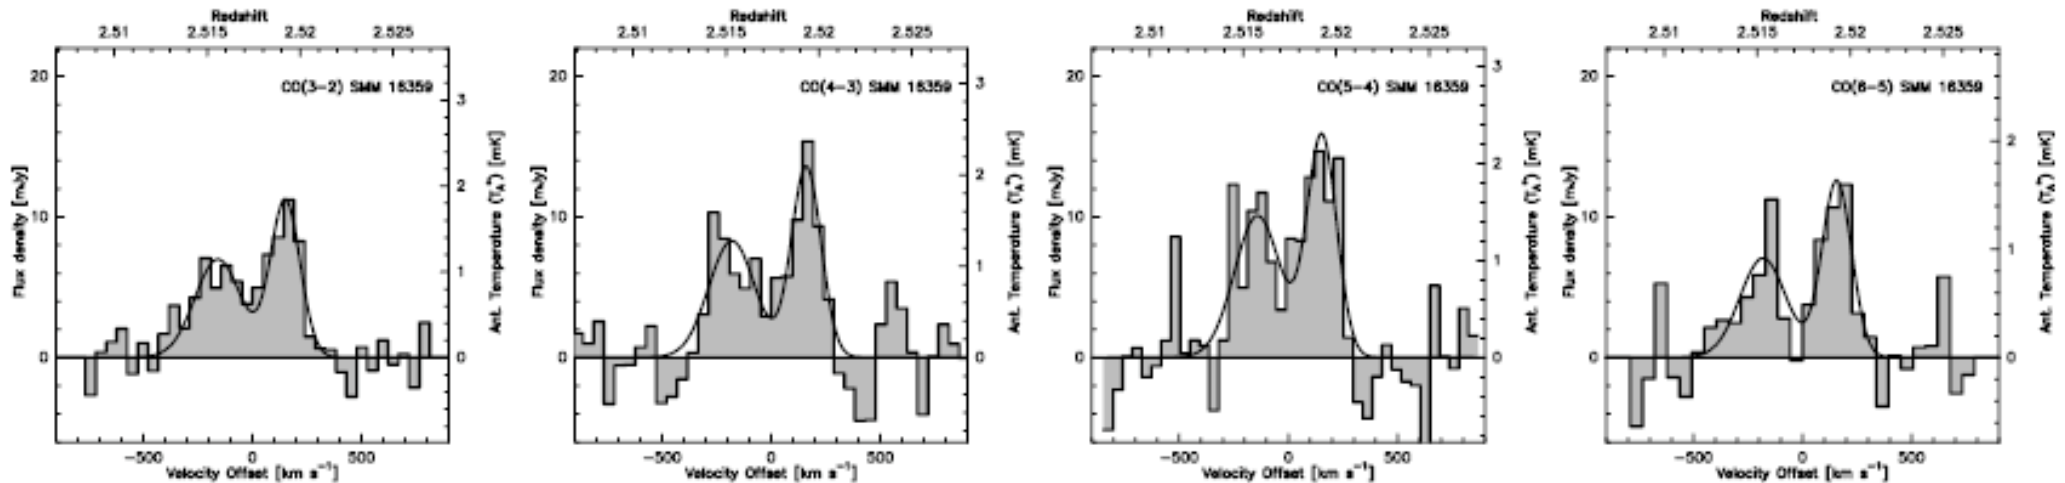 Redshift
2.51 2.515 2.52 2.525
CO(3-2) SMM 16359
20
10
0
3
2
1
0
Flux density [mJy]
Ant. Temperature (T_A^*) [mK]
-500 0 500
Velocity Offset [km s^-1]
Redshift
2.51 2.515 2.52 2.525
CO(4-3) SMM 16359
20
10
0
3
2
1
0
Flux density [mJy]
Ant. Temperature (T_A^*) [mK]
-500 0 500
Velocity Offset [km s^-1]
Redshift
2.51 2.515 2.52 2.525
CO(5-4) SMM 16359
20
10
0
3
2
1
0
Flux density [mJy]
Ant. Temperature (T_A^*) [mK]
-500 0 500
Velocity Offset [km s^-1]
Redshift
2.51 2.515 2.52 2.525
CO(6-5) SMM 16359
20
10
0
2
1
0
Flux density [mJy]
Ant. Temperature (T_A^*) [mK]
-500 0 500
Velocity Offset [km s^-1]